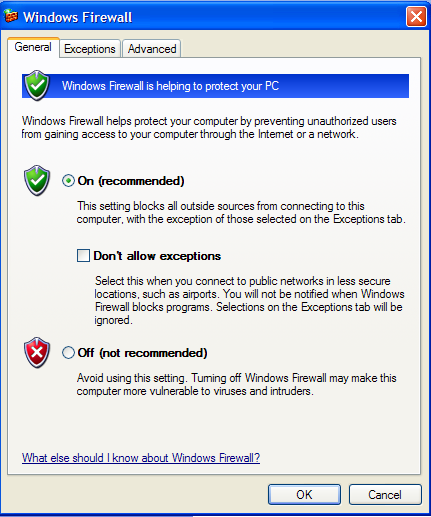 Windows Firewall
General Exceptions Advanced
Windows Firewall is helping to protect your PC
Windows Firewall helps protect your computer by preventing unauthorized users
from gaining access to your computer through the Internet or a network.
On (recommended)
This setting blocks all outside sources from connecting to this
computer, with the exception of those selected on the Exceptions tab.
Don't allow exceptions
Select this when you connect to public networks in less secure
locations, such as airports. You will not be notified when Windows
Firewall blocks programs. Selections on the Exceptions tab will be
ignored.
Off (not recommended)
Avoid using this setting. Turning off Windows Firewall may make this
computer more vulnerable to viruses and intruders.
What else should I know about Windows Firewall?
OK Cancel